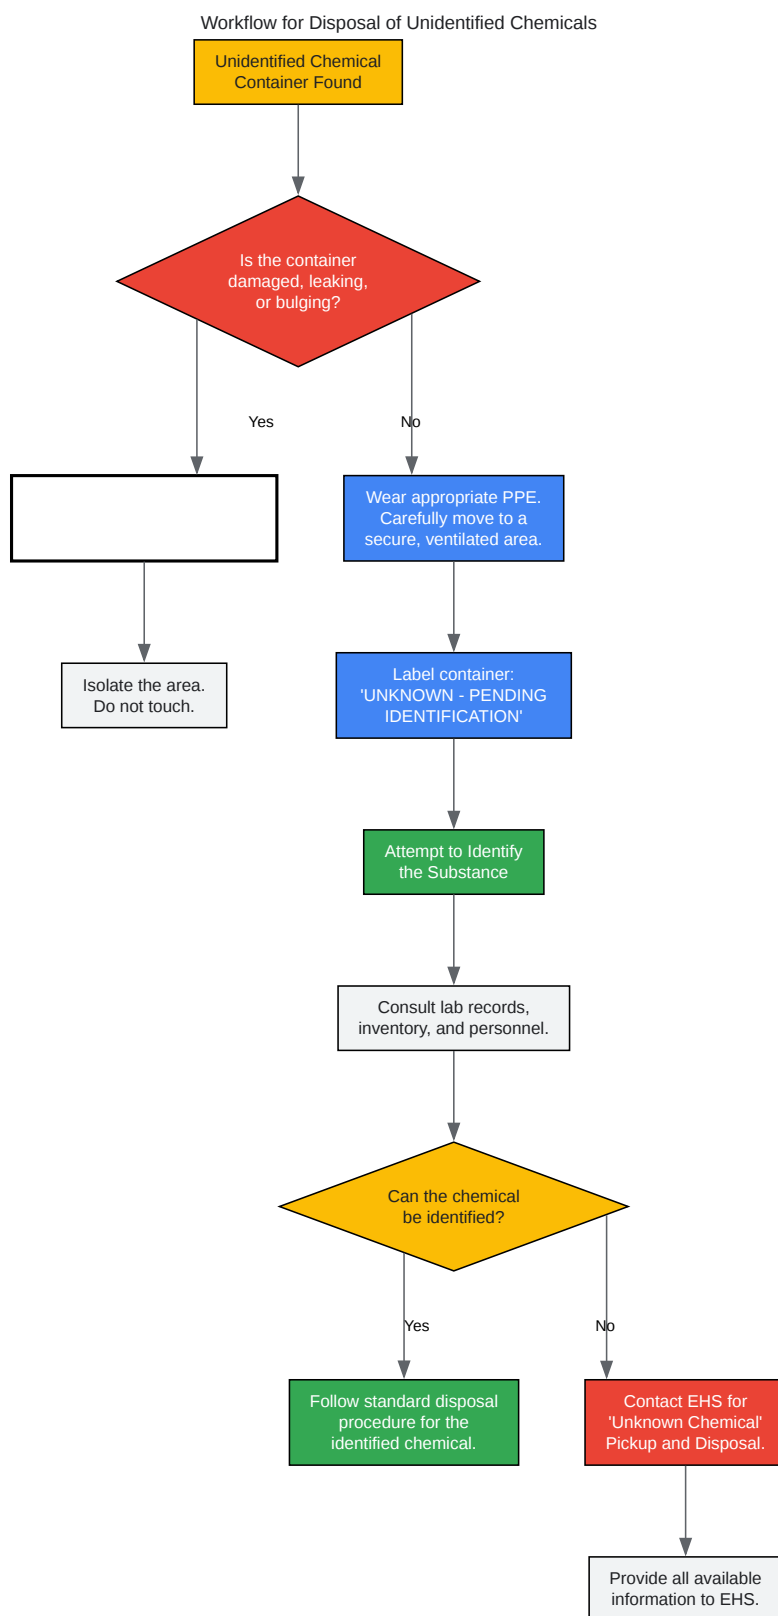 Workflow for Disposal of Unidentified Chemicals
Unidentified Chemical
Container Found
Is the container
damaged, leaking,
or bulging?
Yes
No
Wear appropriate PPE.
Carefully move to a
secure, ventilated area.
Isolate the area.
Do not touch.
Label container:
'UNKNOWN - PENDING
IDENTIFICATION'
Attempt to Identify
the Substance
Consult lab records,
inventory, and personnel.
Can the chemical
be identified?
Yes
No
Follow standard disposal
procedure for the
identified chemical.
Contact EHS for
'Unknown Chemical'
Pickup and Disposal.
Provide all available
information to EHS.